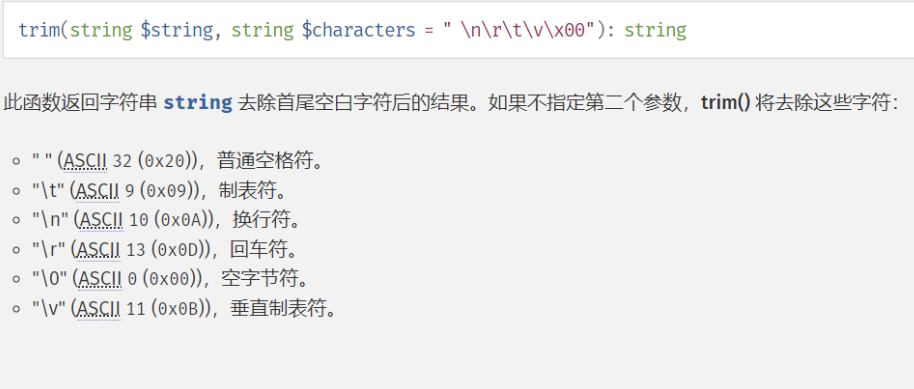 trim(string $string, string $characters = " \n\r\t\v\x00"): string
此函数返回字符串 string 去除首尾空白字符后的结果。如果不指定第二个参数，trim() 将去除这些字符：
" " (ASCII 32 (0x20))，普通空格符。
"\t" (ASCII 9 (0x09))，制表符。
"\n" (ASCII 10 (0x0A))，换行符。
"\r" (ASCII 13 (0x0D))，回车符。
"\0" (ASCII 0 (0x00))，空字节符。
"\v" (ASCII 11 (0x0B))，垂直制表符。